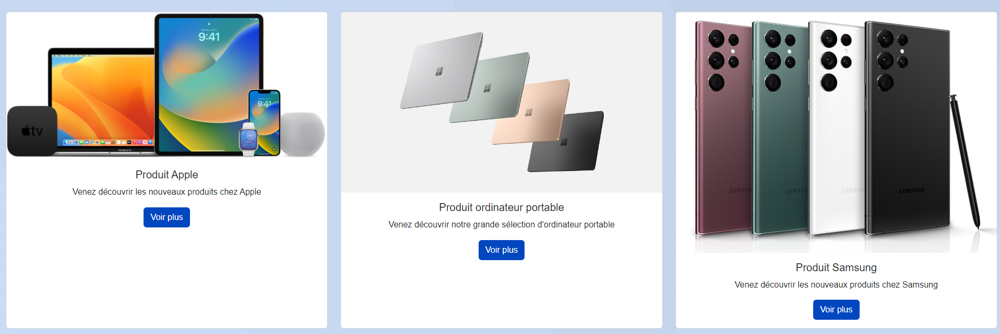 9:41
9:41
tv
MacBook Air
Produit Apple
Venez découvrir les nouveaux produits chez Apple
Voir plus
Produit ordinateur portable
Venez découvrir notre grande sélection d'ordinateur portable
Voir plus
SAMSUN
SAMSUN
SAMSUN
SAMSUNG
Produit Samsung
Venez découvrir les nouveaux produits chez Samsung
Voir plus